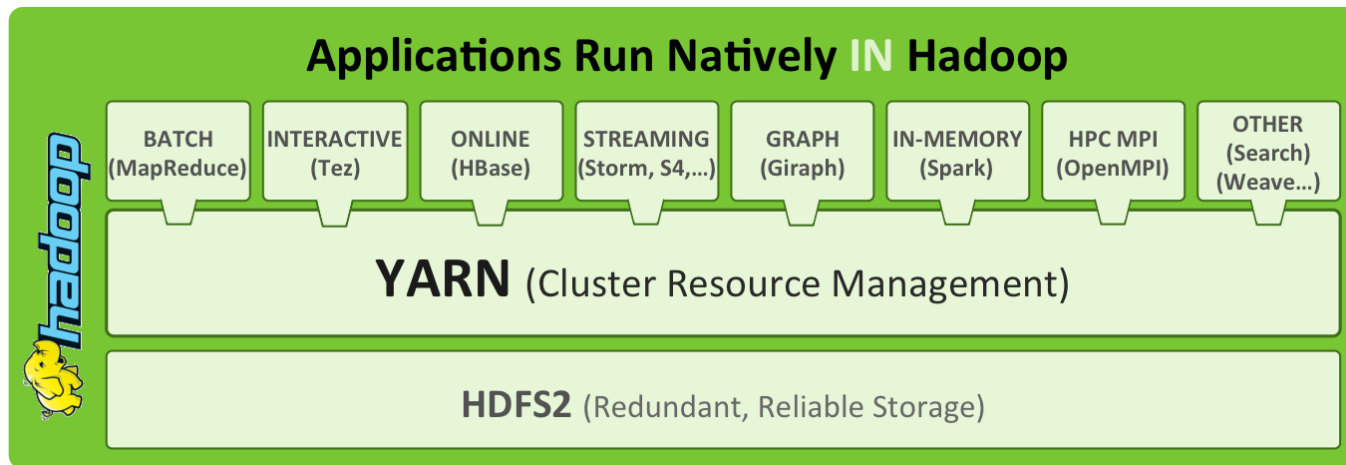 Applications Run Natively IN Hadoop
hadoop
BATCH
(MapReduce)
INTERACTIVE
(Tez)
ONLINE
(HBase)
STREAMING
(Storm, S4,...)
GRAPH
(Giraph)
IN-MEMORY
(Spark)
HPC MPI
(OpenMPI)
OTHER
(Search)
(Weave...)
YARN (Cluster Resource Management)
HDFS2 (Redundant, Reliable Storage)